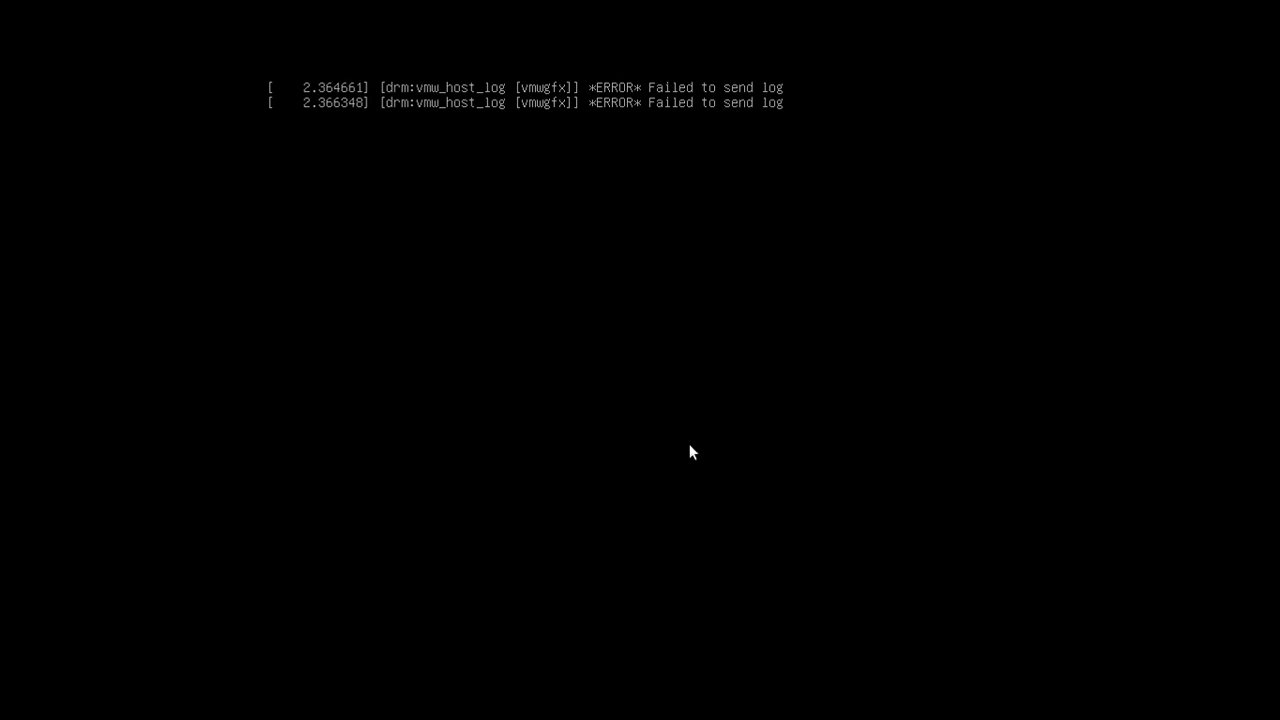 [    2.364661] [drm:vmw_host_log [vmwgfx]] *ERROR* Failed to send log
[    2.366348] [drm:vmw_host_log [vmwgfx]] *ERROR* Failed to send log